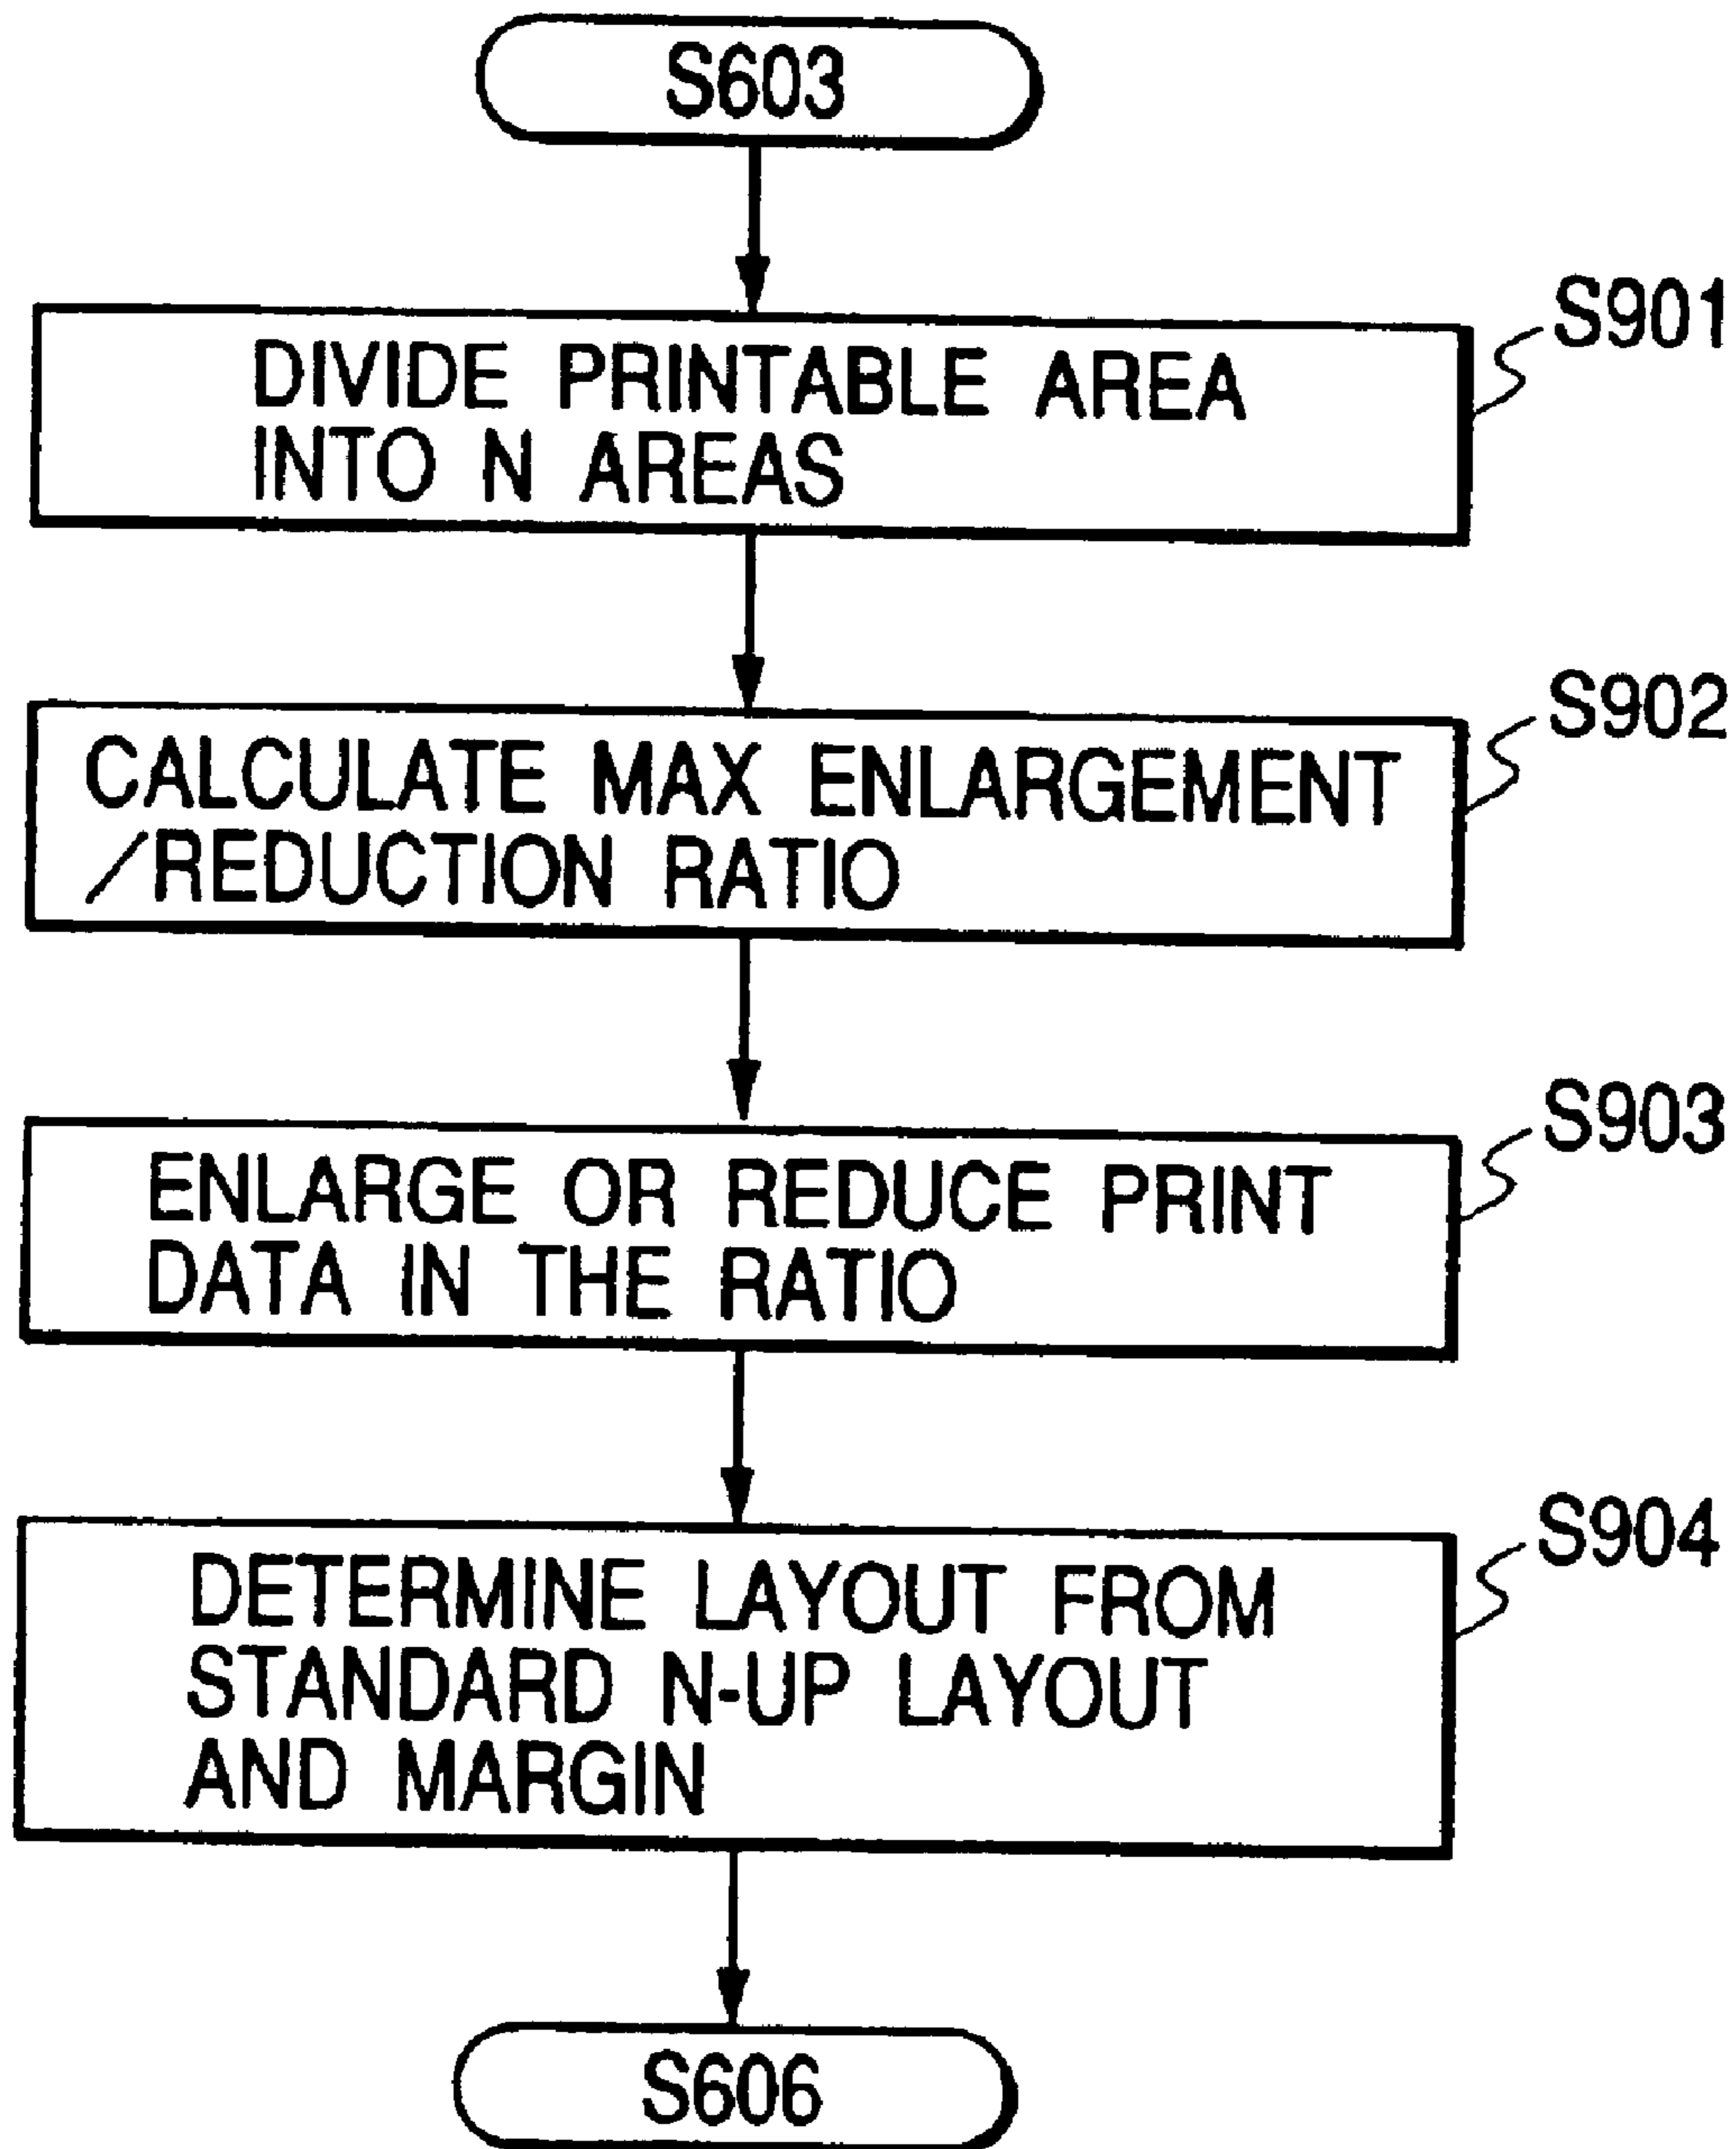 S603
S901
DIVIDE PRINTABLE AREA
INTO N AREAS
S902
CALCULATE MAX ENLARGEMENT
/REDUCTION RATIO
S903
ENLARGE OR REDUCE PRINT
DATA IN THE RATIO
S904
DETERMINE LAYOUT FROM
STANDARD N-UP LAYOUT
AND MARGIN
S606